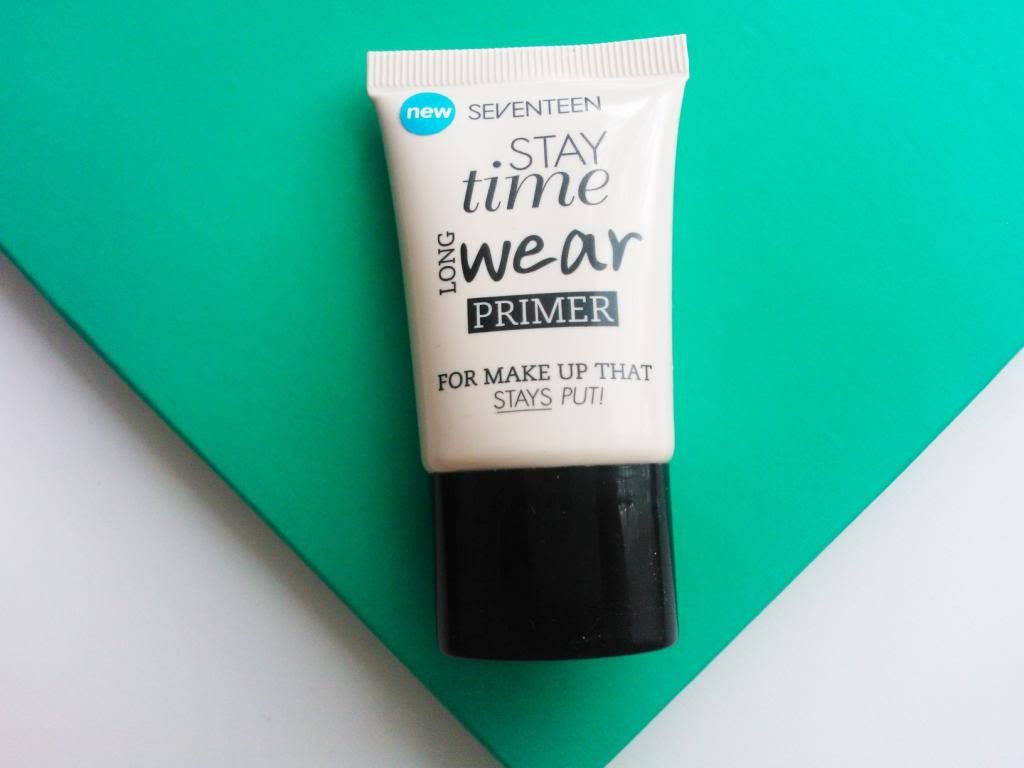 new SEVENTEEN
STAY
time
LONG wear
PRIMER
FOR MAKE UP THAT
STAYS PUT!